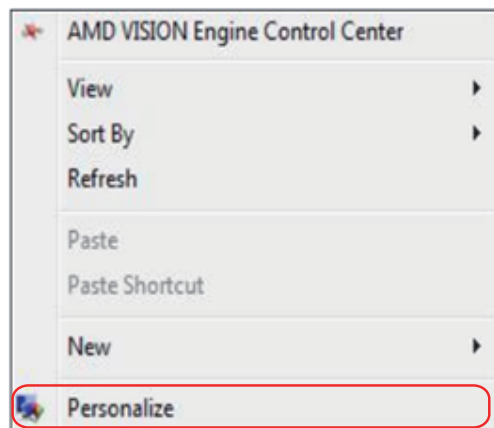 AMD VISION Engine Control Center
View
Sort By
Refresh
Paste
Paste Shortcut
New
Personalize